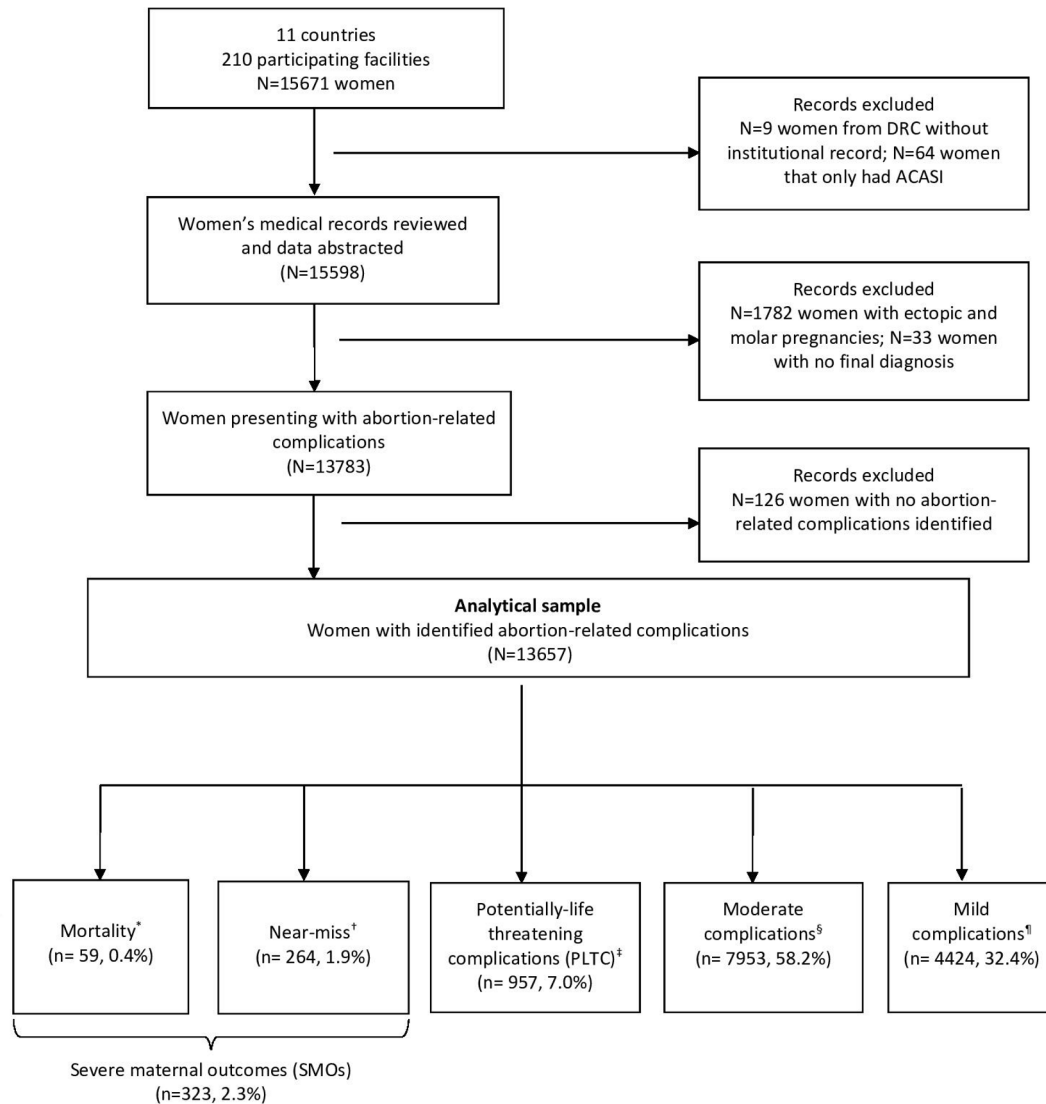 11 countries
210 participating facilities
N=15671 women
Records excluded
N=9 women from DRC without
institutional record; N=64 women
that only had ACASI
Women’s medical records reviewed
and data abstracted
(N=15598)
Records excluded
N=1782 women with ectopic and
molar pregnancies; N=33 women
with no final diagnosis
Women presenting with abortion-related
complications
(N=13783)
Records excluded
N=126 women with no abortion-
related complications identified
Analytical sample
Women with identified abortion-related complications
(N=13657)
Mortality*
(n= 59, 0.4%)
Near-miss†
(n= 264, 1.9%)
Potentially-life
threatening
complications (PLTC)‡
(n= 957, 7.0%)
Moderate
complications§
(n= 7953, 58.2%)
Mild
complications¶
(n= 4424, 32.4%)
Severe maternal outcomes (SMOs)
(n=323, 2.3%)